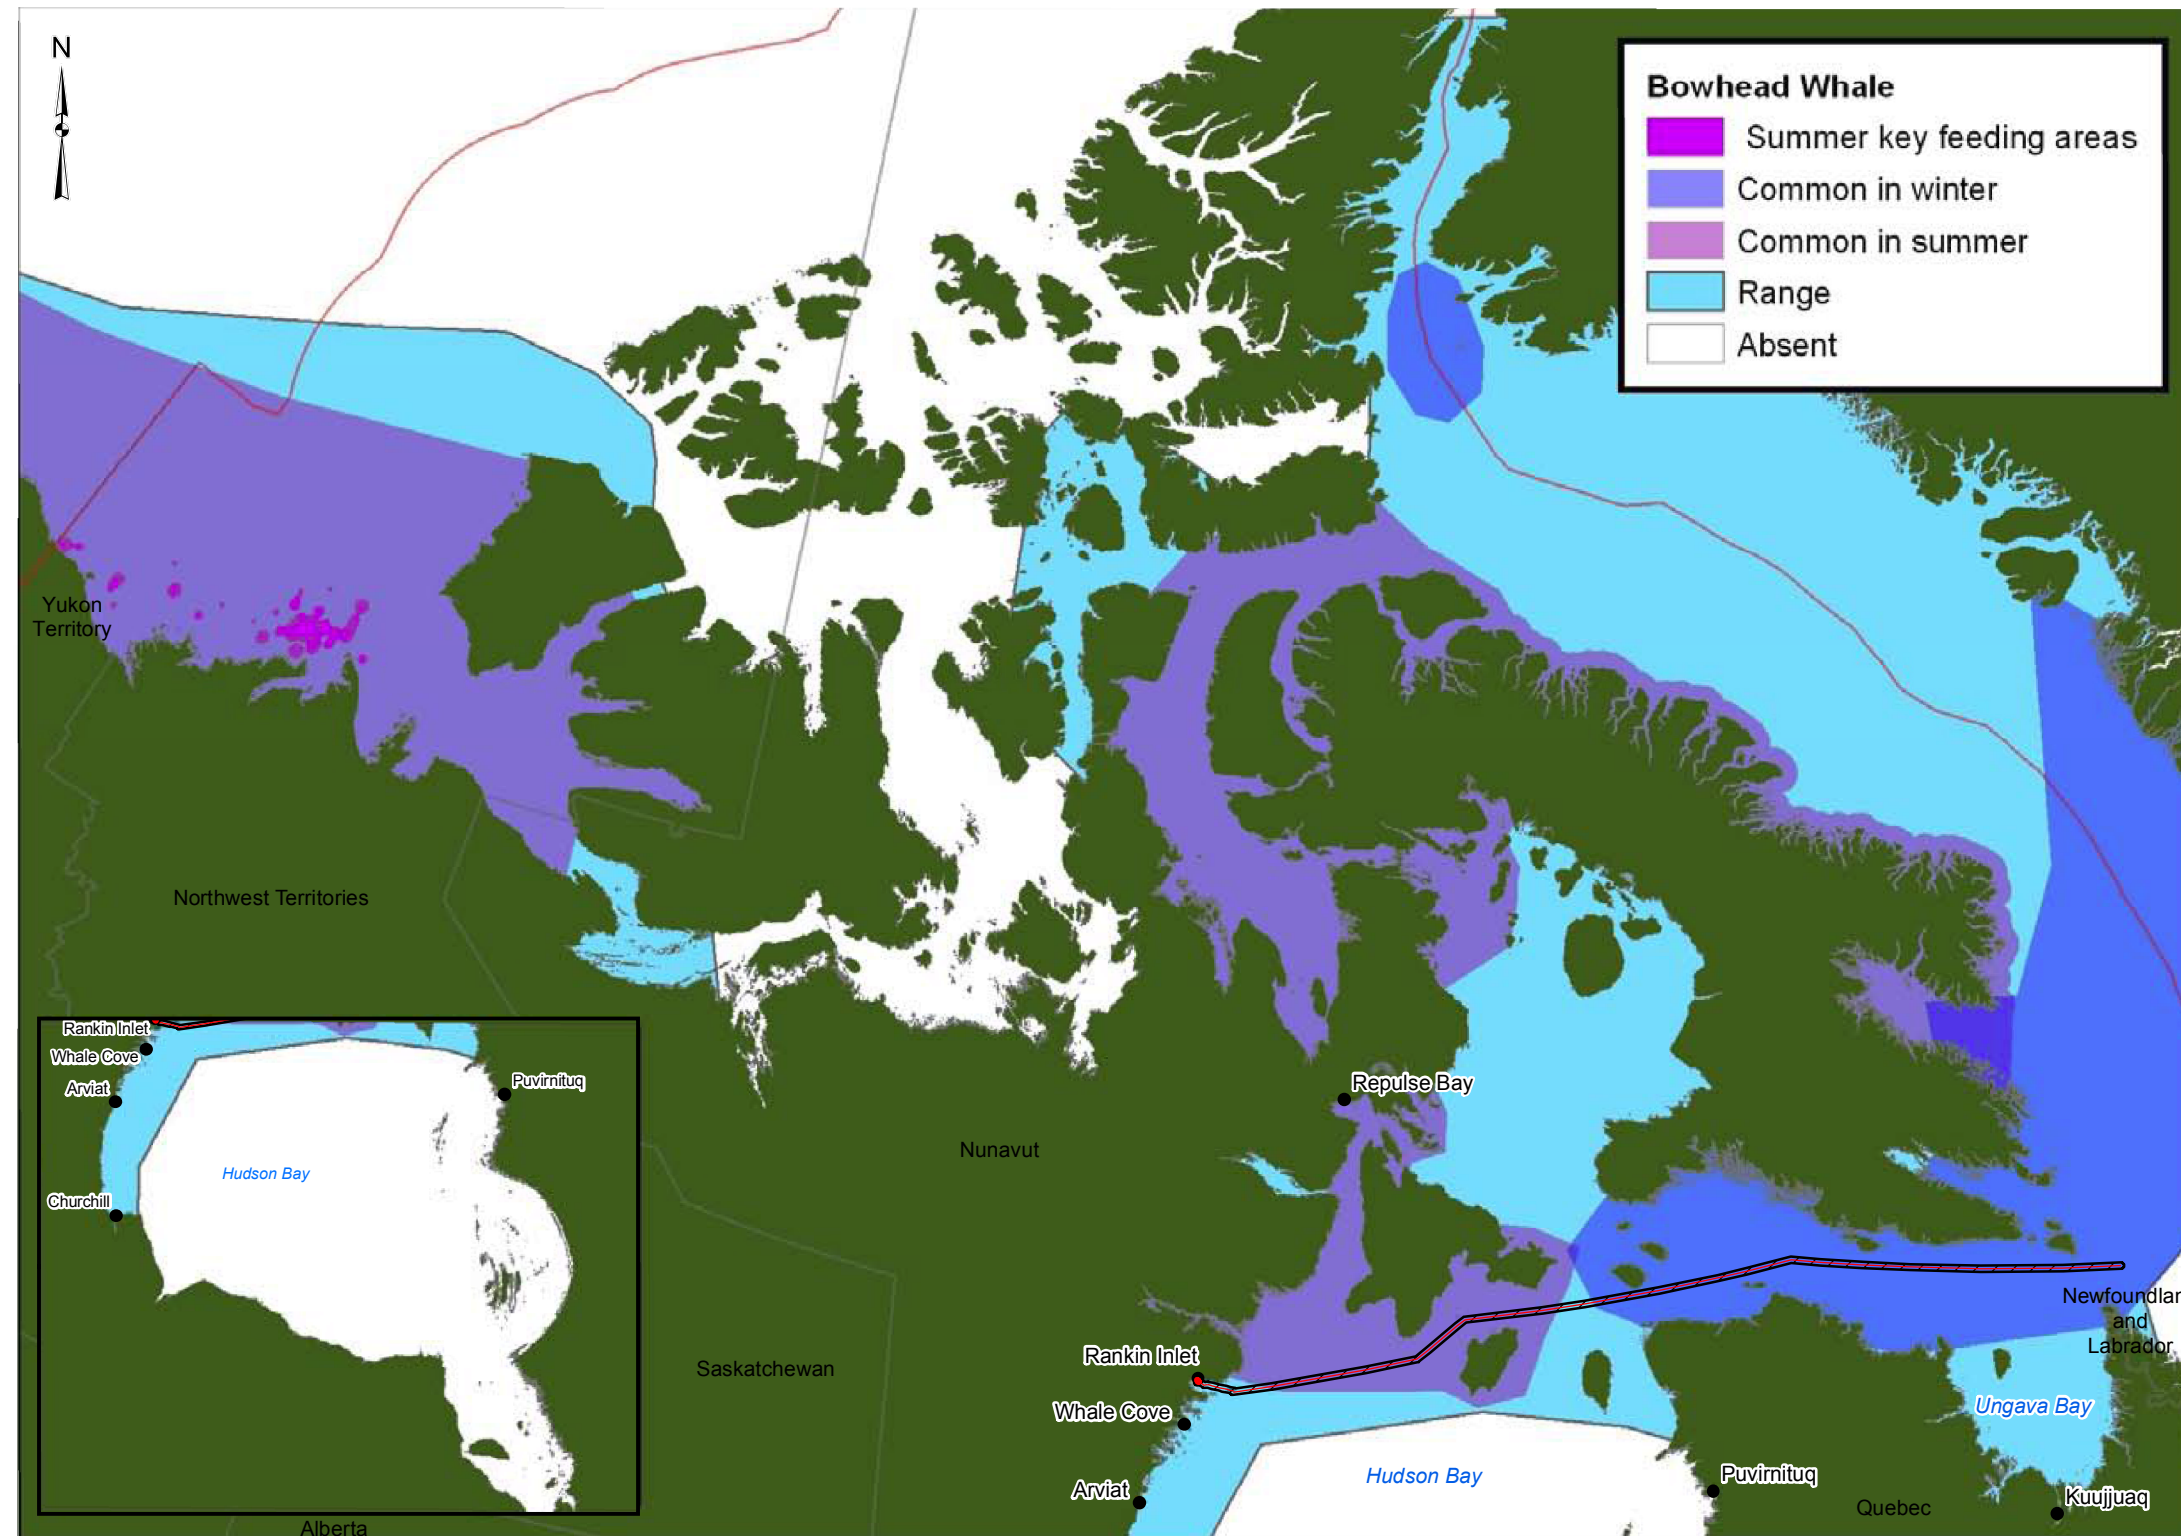 N
Bowhead Whale
Summer key feeding areas
Common in winter
Common in summer
Range
Absent
Yukon
Territory
Northwest Territories
Rankin Inlet
Whale Cove
Arviat
Puvirnituq
Hudson Bay
Churchill
Repulse Bay
Nunavut
Saskatchewan
Rankin Inlet
Whale Cove
Arviat
Hudson Bay
Puvirnituq
Quebec
Newfoundlan
and
Labrador
Ungava Bay
Kuujjuaq
Alberta